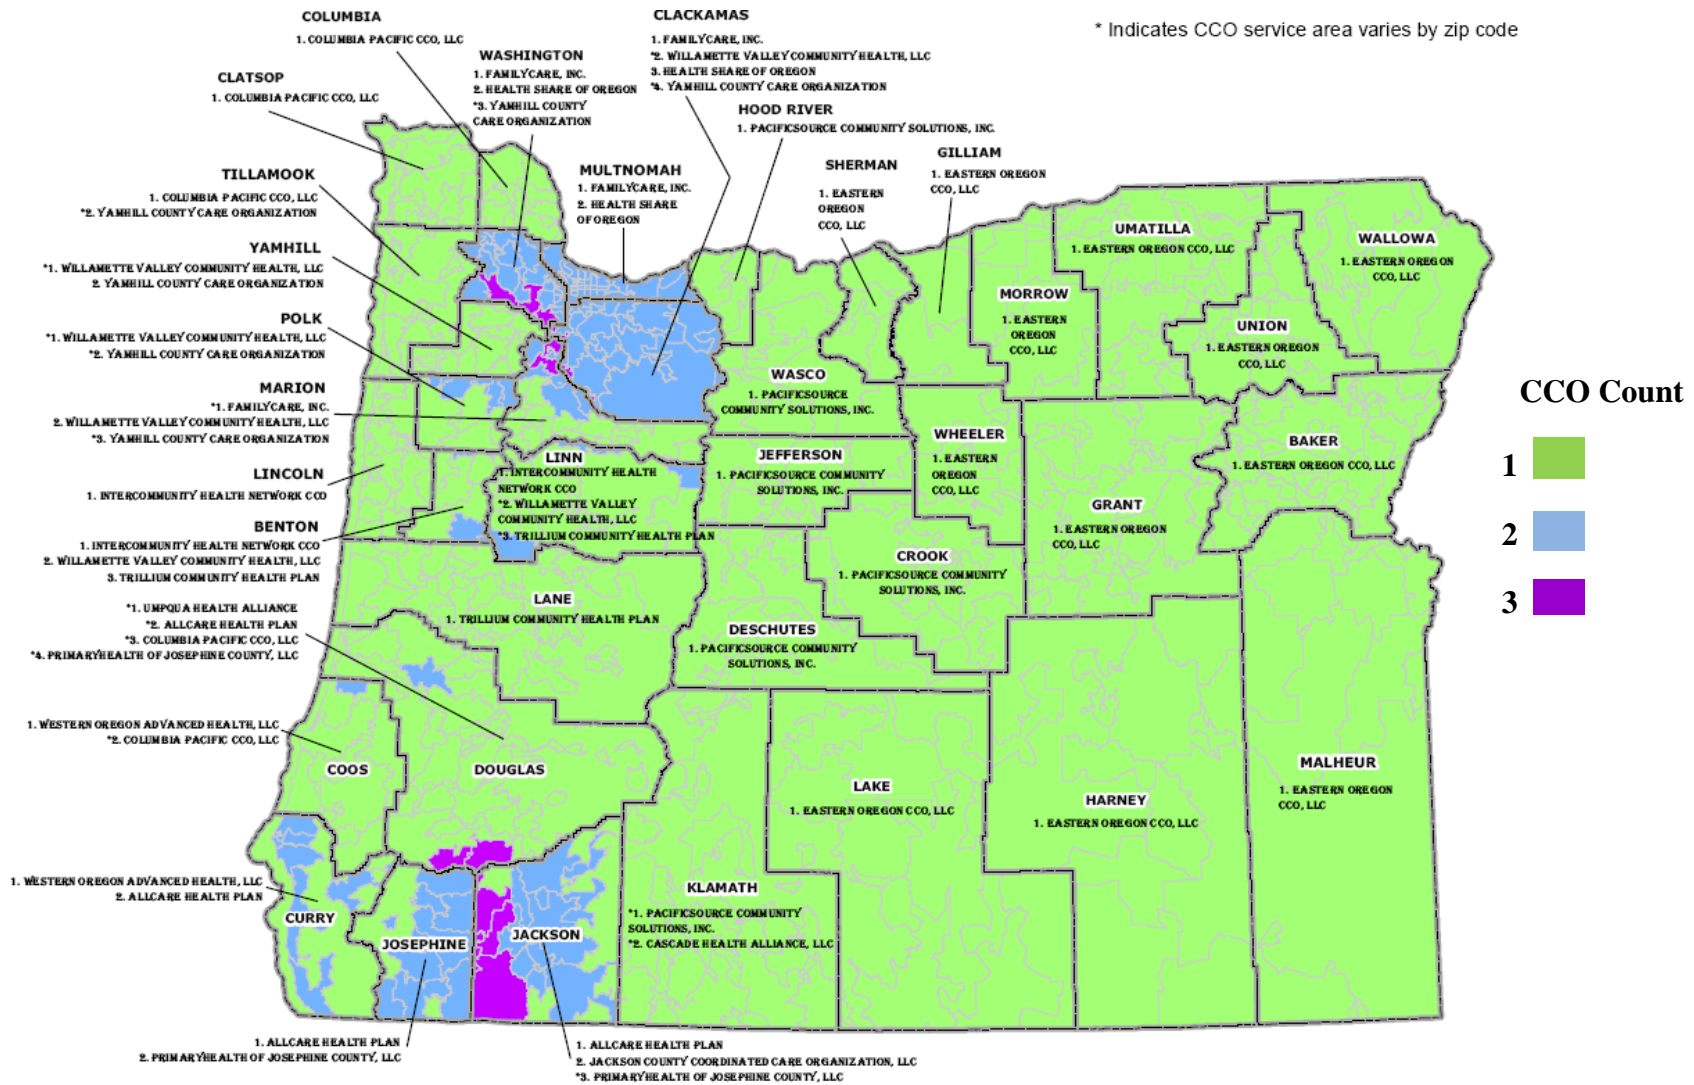 COLUMBIA
1. COLUMBIA PACIFIC CCO, LLC
CLACKAMAS
1. FAMILYCARE, INC.
*2. WILLAMETTE VALLEY COMMUNITY HEALTH, LLC
3. HEALTH SHARE OF OREGON
*4. YAMHILL COUNTY CARE ORGANIZATION
* Indicates CCO service area varies by zip code
WASHINGTON
1. FAMILYCARE, INC.
2. HEALTH SHARE OF OREGON
*3. YAMHILL COUNTY
CARE ORGANIZATION
CLATSOP
1. COLUMBIA PACIFIC CCO, LLC
HOOD RIVER
1. PACIFICSOURCE COMMUNITY SOLUTIONS, INC.
MULTNOMAH
1. FAMILYCARE, INC.
2. HEALTH SHARE
OF OREGON
SHERMAN
1. EASTERN
OREGON
CCO, LLC
GILLIAM
1. EASTERN OREGON
CCO, LLC
TILLAMOOK
1. COLUMBIA PACIFIC CCO, LLC
*2. YAMHILL COUNTY CARE ORGANIZATION
UMATILLA
1. EASTERN OREGON CCO, LLC
WALLOWA
1. EASTERN OREGON
CCO, LLC
YAMHILL
*1. WILLAMETTE VALLEY COMMUNITY HEALTH, LLC
2. YAMHILL COUNTY CARE ORGANIZATION
MORROW
1. EASTERN
OREGON
CCO, LLC
UNION
1. EASTERN OREGON
CCO, LLC
POLK
*1. WILLAMETTE VALLEY COMMUNITY HEALTH, LLC
*2. YAMHILL COUNTY CARE ORGANIZATION
WASCO
1. PACIFICSOURCE
COMMUNITY SOLUTIONS, INC.
MARION
*1. FAMILYCARE, INC.
2. WILLAMETTE VALLEY COMMUNITY HEALTH, LLC
*3. YAMHILL COUNTY CARE ORGANIZATION
CCO Count
1
2
3
WHEELER
1. EASTERN
OREGON
CCO, LLC
BAKER
1. EASTERN OREGON CCO, LLC
LINN
1. INTERCOMMUNITY HEALTH
NETWORK CCO
*2. WILLAMETTE VALLEY
COMMUNITY HEALTH, LLC
*3. TRILLIUM COMMUNITY HEALTH PLAN
JEFFERSON
1. PACIFICSOURCE COMMUNITY
SOLUTIONS, INC.
LINCOLN
1. INTERCOMMUNITY HEALTH NETWORK CCO
GRANT
1. EASTERN OREGON
CCO, LLC
BENTON
1. INTERCOMMUNITY HEALTH NETWORK CCO
2. WILLAMETTE VALLEY COMMUNITY HEALTH, LLC
3. TRILLIUM COMMUNITY HEALTH PLAN
CROOK
1. PACIFICSOURCE COMMUNITY
SOLUTIONS, INC.
LANE
1. TRILLIUM COMMUNITY HEALTH PLAN
*1. UMPQUA HEALTH ALLIANCE
*2. ALLCARE HEALTH PLAN
*3. COLUMBIA PACIFIC CCO, LLC
*4. PRIMARYHEALTH OF JOSEPHINE COUNTY, LLC
DESCHUTES
1. PACIFICSOURCE COMMUNITY
SOLUTIONS, INC.
1. WESTERN OREGON ADVANCED HEALTH, LLC
*2. COLUMBIA PACIFIC CCO, LLC
COOS
DOUGLAS
MALHEUR
1. EASTERN OREGON
CCO, LLC
LAKE
1. EASTERN OREGON CCO, LLC
HARNEY
1. EASTERN OREGON CCO, LLC
1. WESTERN OREGON ADVANCED HEALTH, LLC
2. ALLCARE HEALTH PLAN
CURRY
KLAMATH
*1. PACIFICSOURCE COMMUNITY
SOLUTIONS, INC.
*2. CASCADE HEALTH ALLIANCE, LLC
JOSEPHINE
JACKSON
1. ALLCARE HEALTH PLAN
2. PRIMARYHEALTH OF JOSEPHINE COUNTY, LLC
1. ALLCARE HEALTH PLAN
2. JACKSON COUNTY COORDINATED CARE ORGANIZATION, LLC
*3. PRIMARYHEALTH OF JOSEPHINE COUNTY, LLC